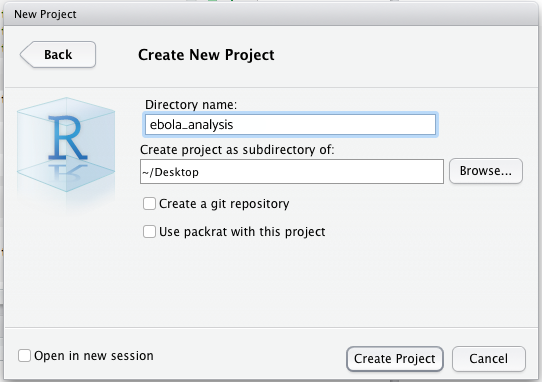 New Project
Back
Create New Project
R
Directory name:
ebola_analysis
Create project as subdirectory of:
~/Desktop
Browse...
Create a git repository
Use packrat with this project
Open in new session
Create Project
Cancel